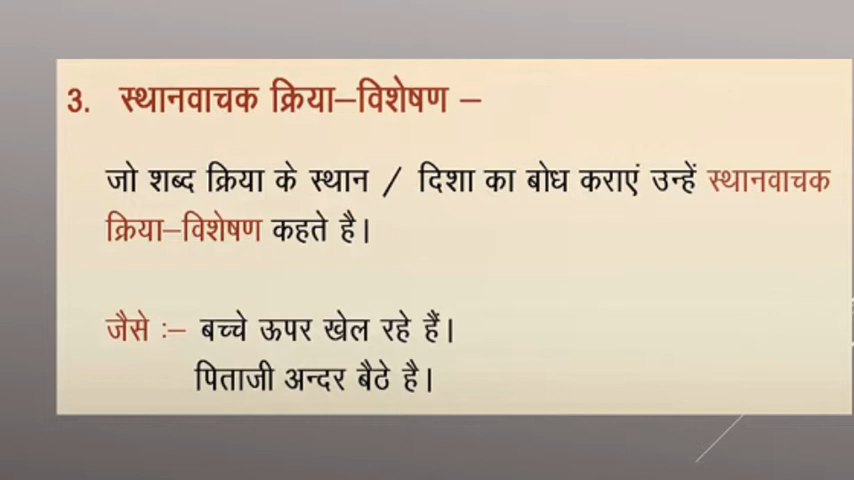 3. स्थानवाचक क्रिया–विशेषण –
जो शब्द क्रिया के स्थान / दिशा का बोध कराएं उन्हें स्थानवाचक
क्रिया–विशेषण कहते है।
जैसे :– बच्चे ऊपर खेल रहे हैं।
पिताजी अन्दर बैठे है।